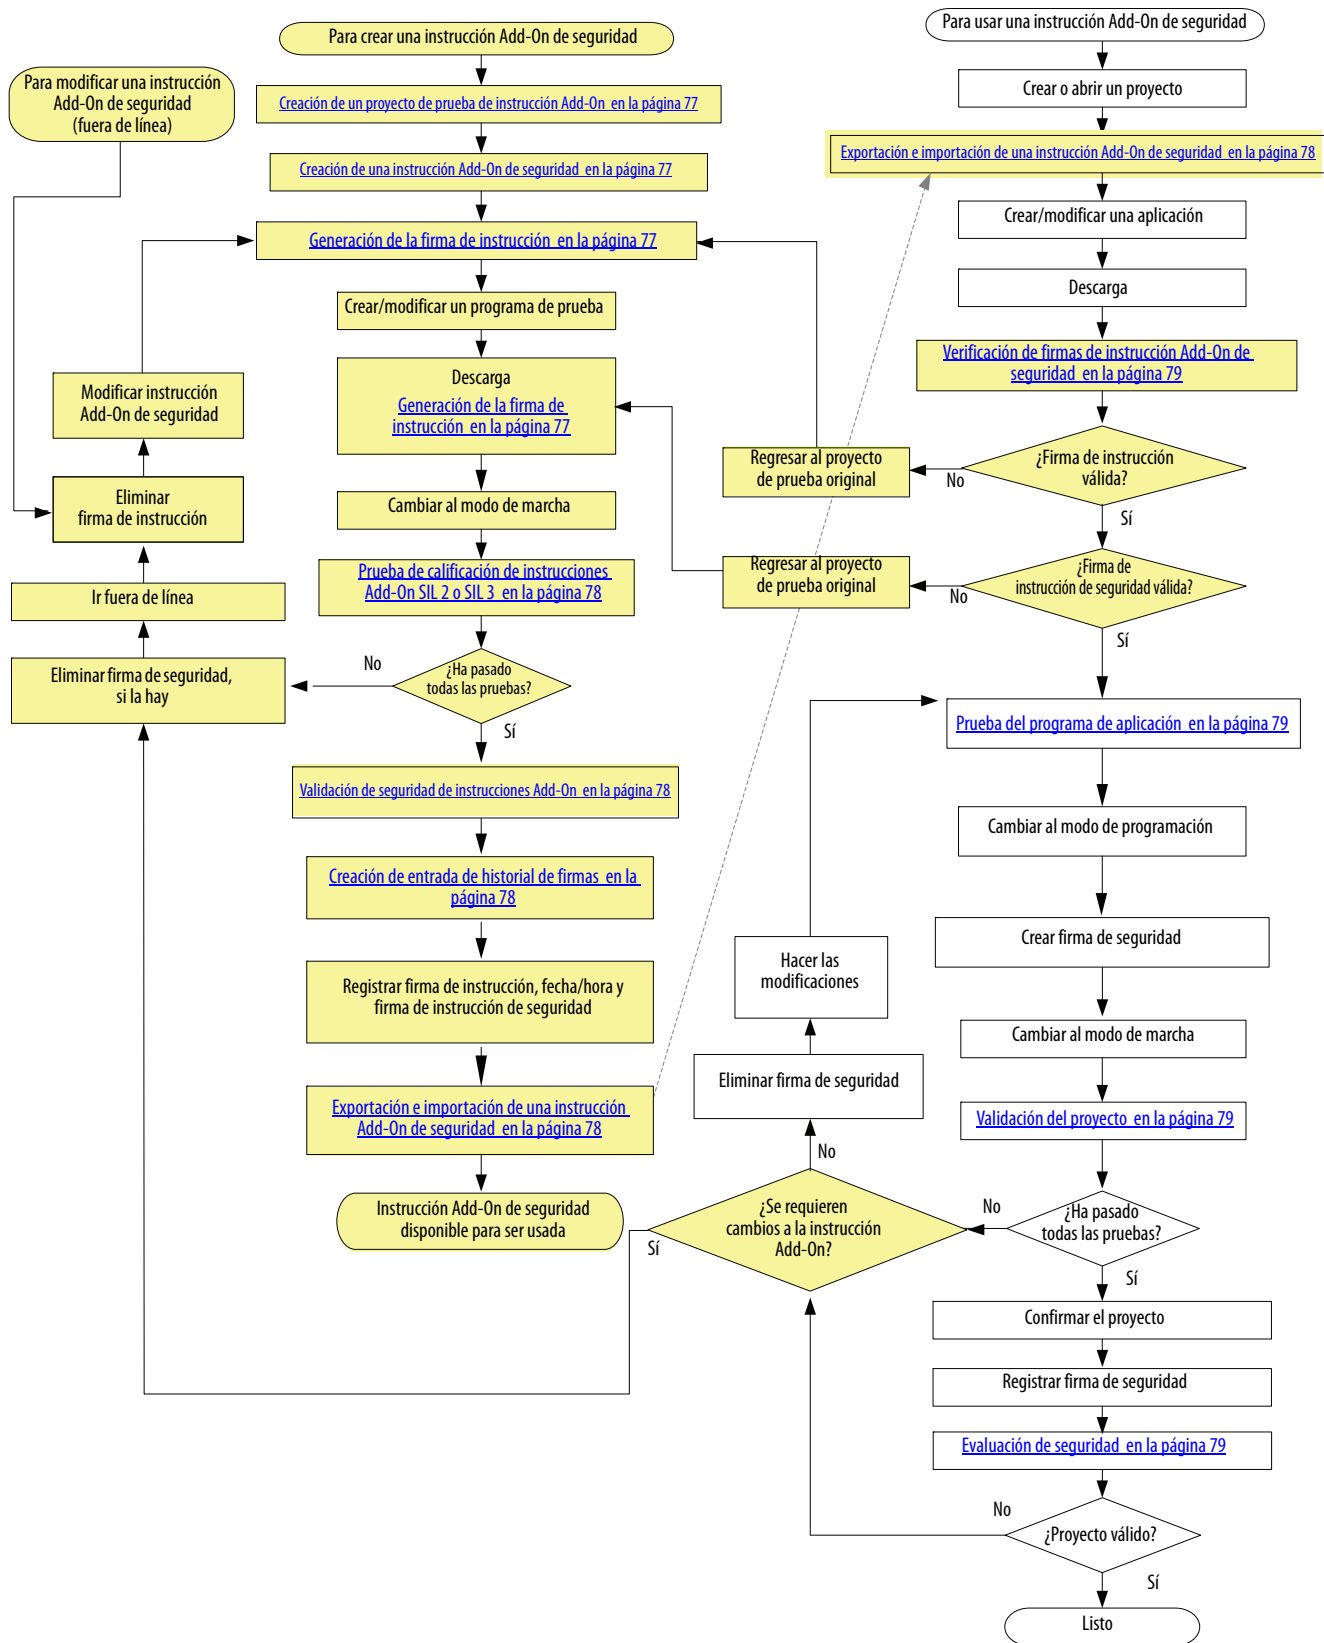 Para crear una instrucción Add-On de seguridad
Para modificar una instrucción
Add-On de seguridad
(fuera de línea)
Creación de un proyecto de prueba de instrucción Add-On  en la página 77
Creación de una instrucción Add-On de seguridad  en la página 77
Generación de la firma de instrucción  en la página 77
Crear/modificar un programa de prueba
Descarga
Generación de la firma de
instrucción  en la página 77
Modificar instrucción
Add-On de seguridad
Eliminar
firma de instrucción
Ir fuera de línea
Eliminar firma de seguridad,
si la hay
Cambiar al modo de marcha
Prueba de calificación de instrucciones
Add-On SIL 2 o SIL 3  en la página 78
No
¿Ha pasado
todas las pruebas?
Sí
Validación de seguridad de instrucciones Add-On  en la página 78
Creación de entrada de historial de firmas  en la
página 78
Registrar firma de instrucción, fecha/hora y
firma de instrucción de seguridad
Exportación e importación de una instrucción
Add-On de seguridad  en la página 78
Instrucción Add-On de seguridad
disponible para ser usada
Para usar una instrucción Add-On de seguridad
Crear o abrir un proyecto
Exportación e importación de una instrucción Add-On de seguridad  en la página 78
Crear/modificar una aplicación
Descarga
Verificación de firmas de instrucción Add-On de
seguridad  en la página 79
¿Firma de instrucción
válida?
No
Regresar al proyecto
de prueba original
Sí
¿Firma de
instrucción de seguridad válida?
No
Regresar al proyecto
de prueba original
Sí
Prueba del programa de aplicación  en la página 79
Cambiar al modo de programación
Crear firma de seguridad
Cambiar al modo de marcha
Validación del proyecto  en la página 79
Hacer las
modificaciones
Eliminar firma de seguridad
No
¿Se requieren
cambios a la instrucción
Add-On?
Sí
No
¿Ha pasado
todas las pruebas?
Sí
Confirmar el proyecto
Registrar firma de seguridad
Evaluación de seguridad  en la página 79
No
¿Proyecto válido?
Sí
Listo